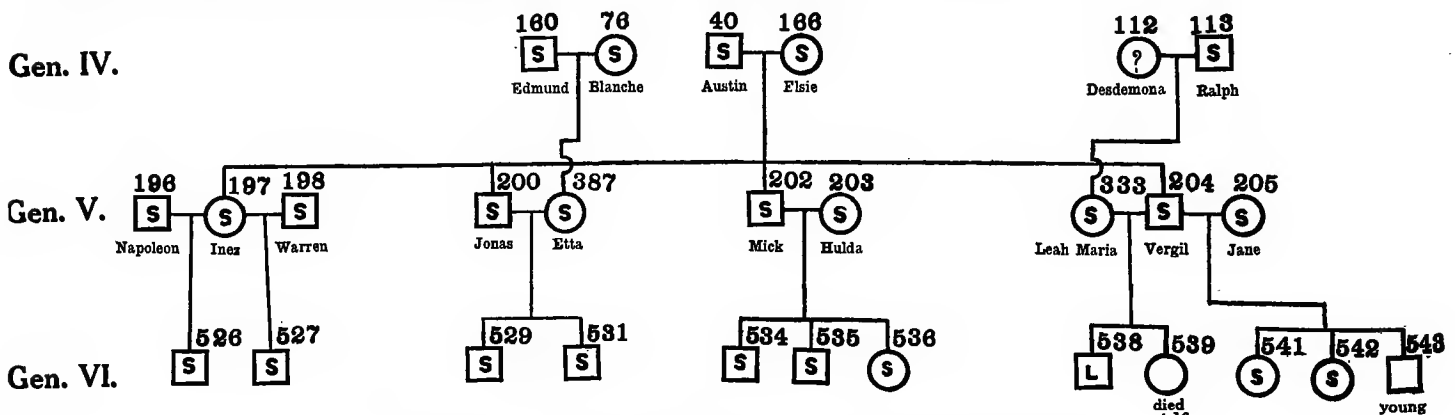 160 76 40 166 112 113
Gen. IV. S S S S ? S
Edmund Blanche Austin Elsie Desdemona Ralph
196 197 198 200 387 202 203 333 204 205
Gen. V. S S S S S S S S S S
Napoleon Inez Warren Jonas Etta Mick Hulda Leah Maria Vergil Jane
526 527 529 531 534 535 536 538 539 541 542 543
Gen. VI. S S S S S S S L S S
died young